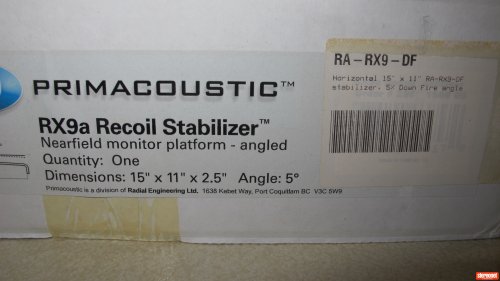 PRIMACOUSTIC™
RX9a Recoil Stabilizer™
Nearfield monitor platform - angled
Quantity: One
Dimensions: 15" x 11" x 2.5" Angle: 5°
Primacoustic is a division of Radial Engineering Ltd. 1638 Kebet Way, Port Coquitlam BC V3C 5W9
RA-RX9-DF
Horizontal 15" x 11" RA-RX9-DF
stabilizer. 5% Down Fire angle